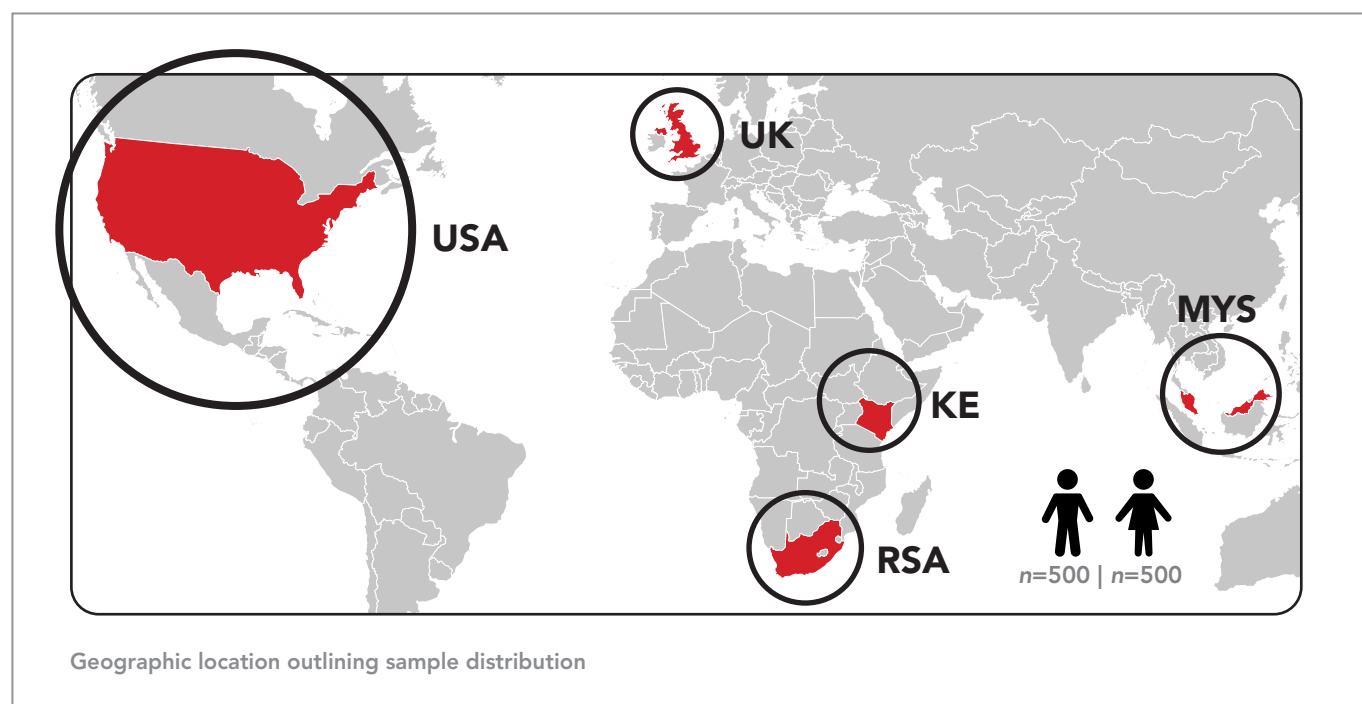 UK
USA
MYS
KE
RSA
n=500 | n=500
Geographic location outlining sample distribution